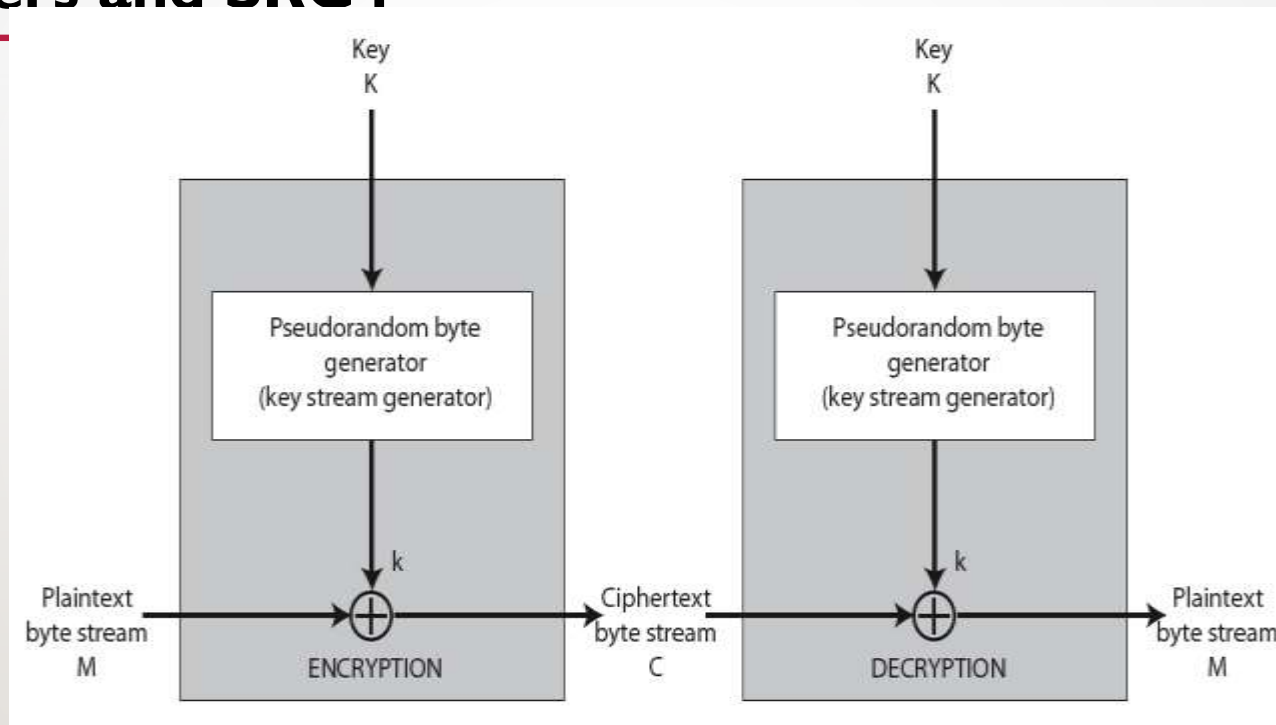 Key
K
Key
K
Pseudorandom byte
generator
(key stream generator)
Pseudorandom byte
generator
(key stream generator)
k
k
Plaintext
byte stream
M
ENCRYPTION
Ciphertext
byte stream
C
DECRYPTION
Plaintext
byte stream
M